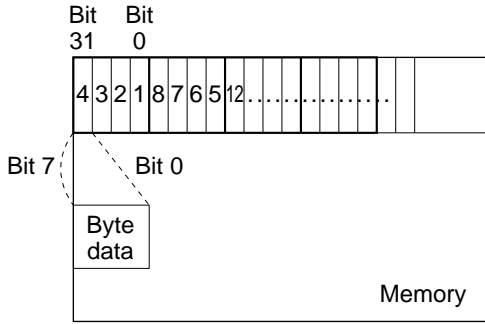 Bit Bit
31 0
4 3 2 1 8 7 6 5 12..................
Bit 7 Bit 0
Byte
data
Memory